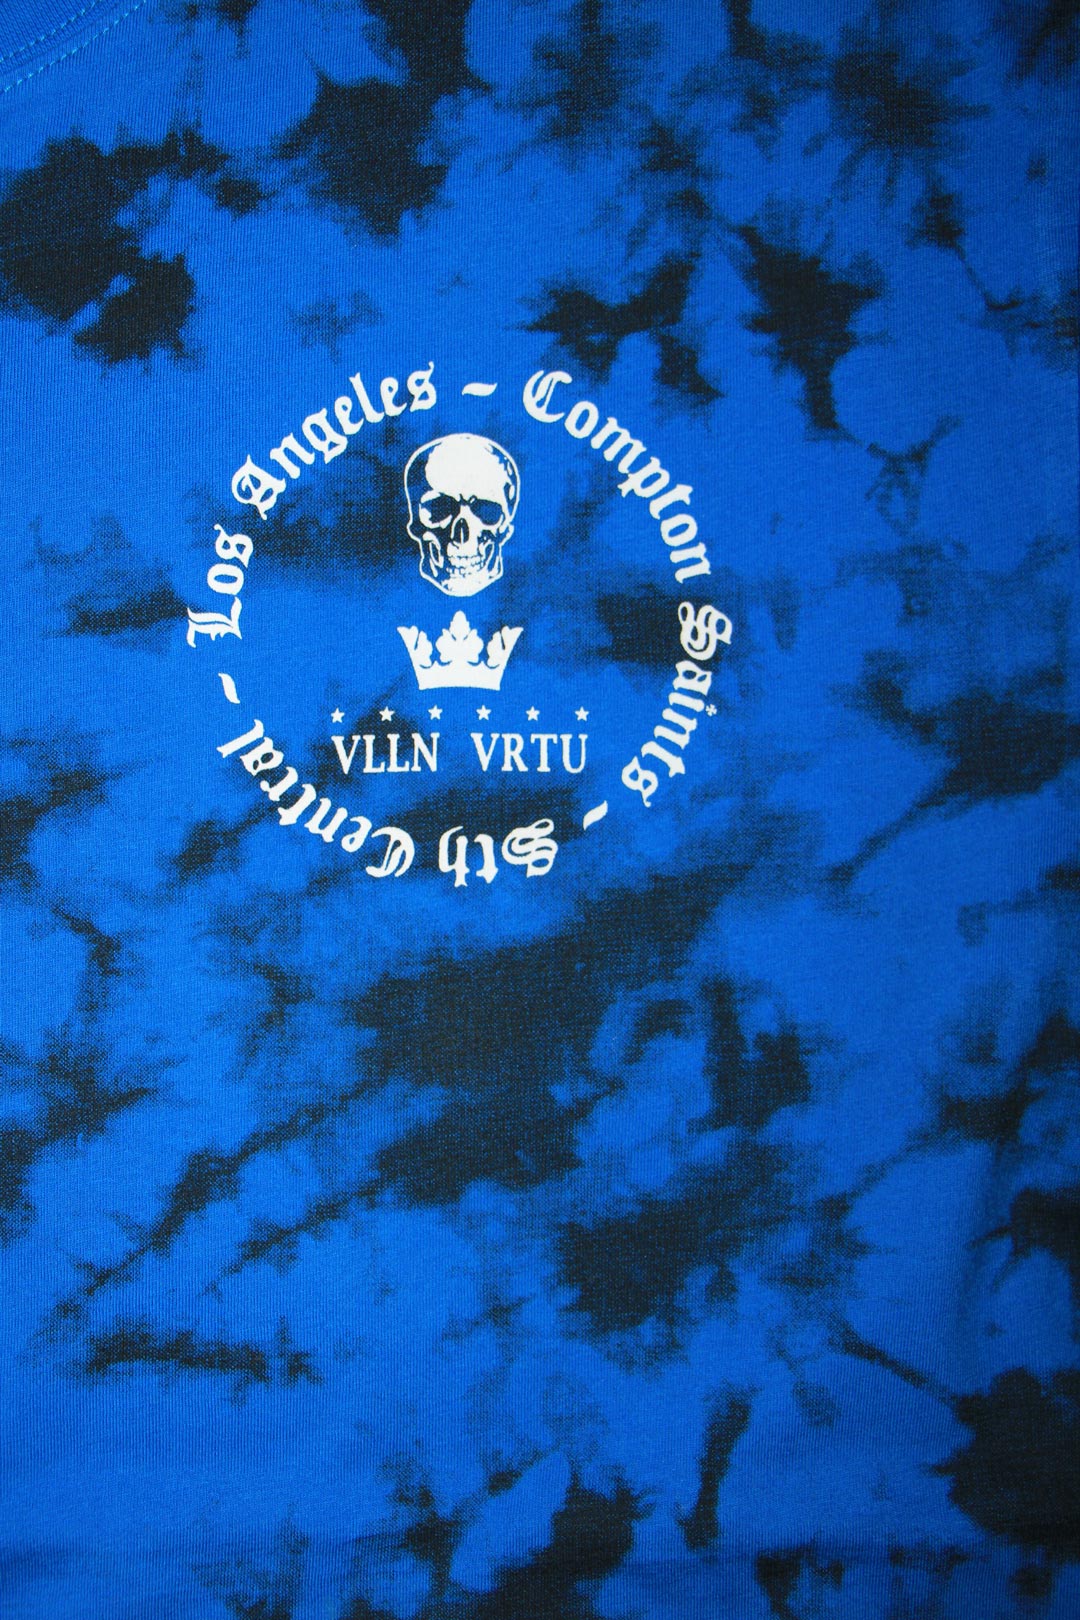 Los Angeles - Compton Saints - Sth Central -
VLLN VRTU